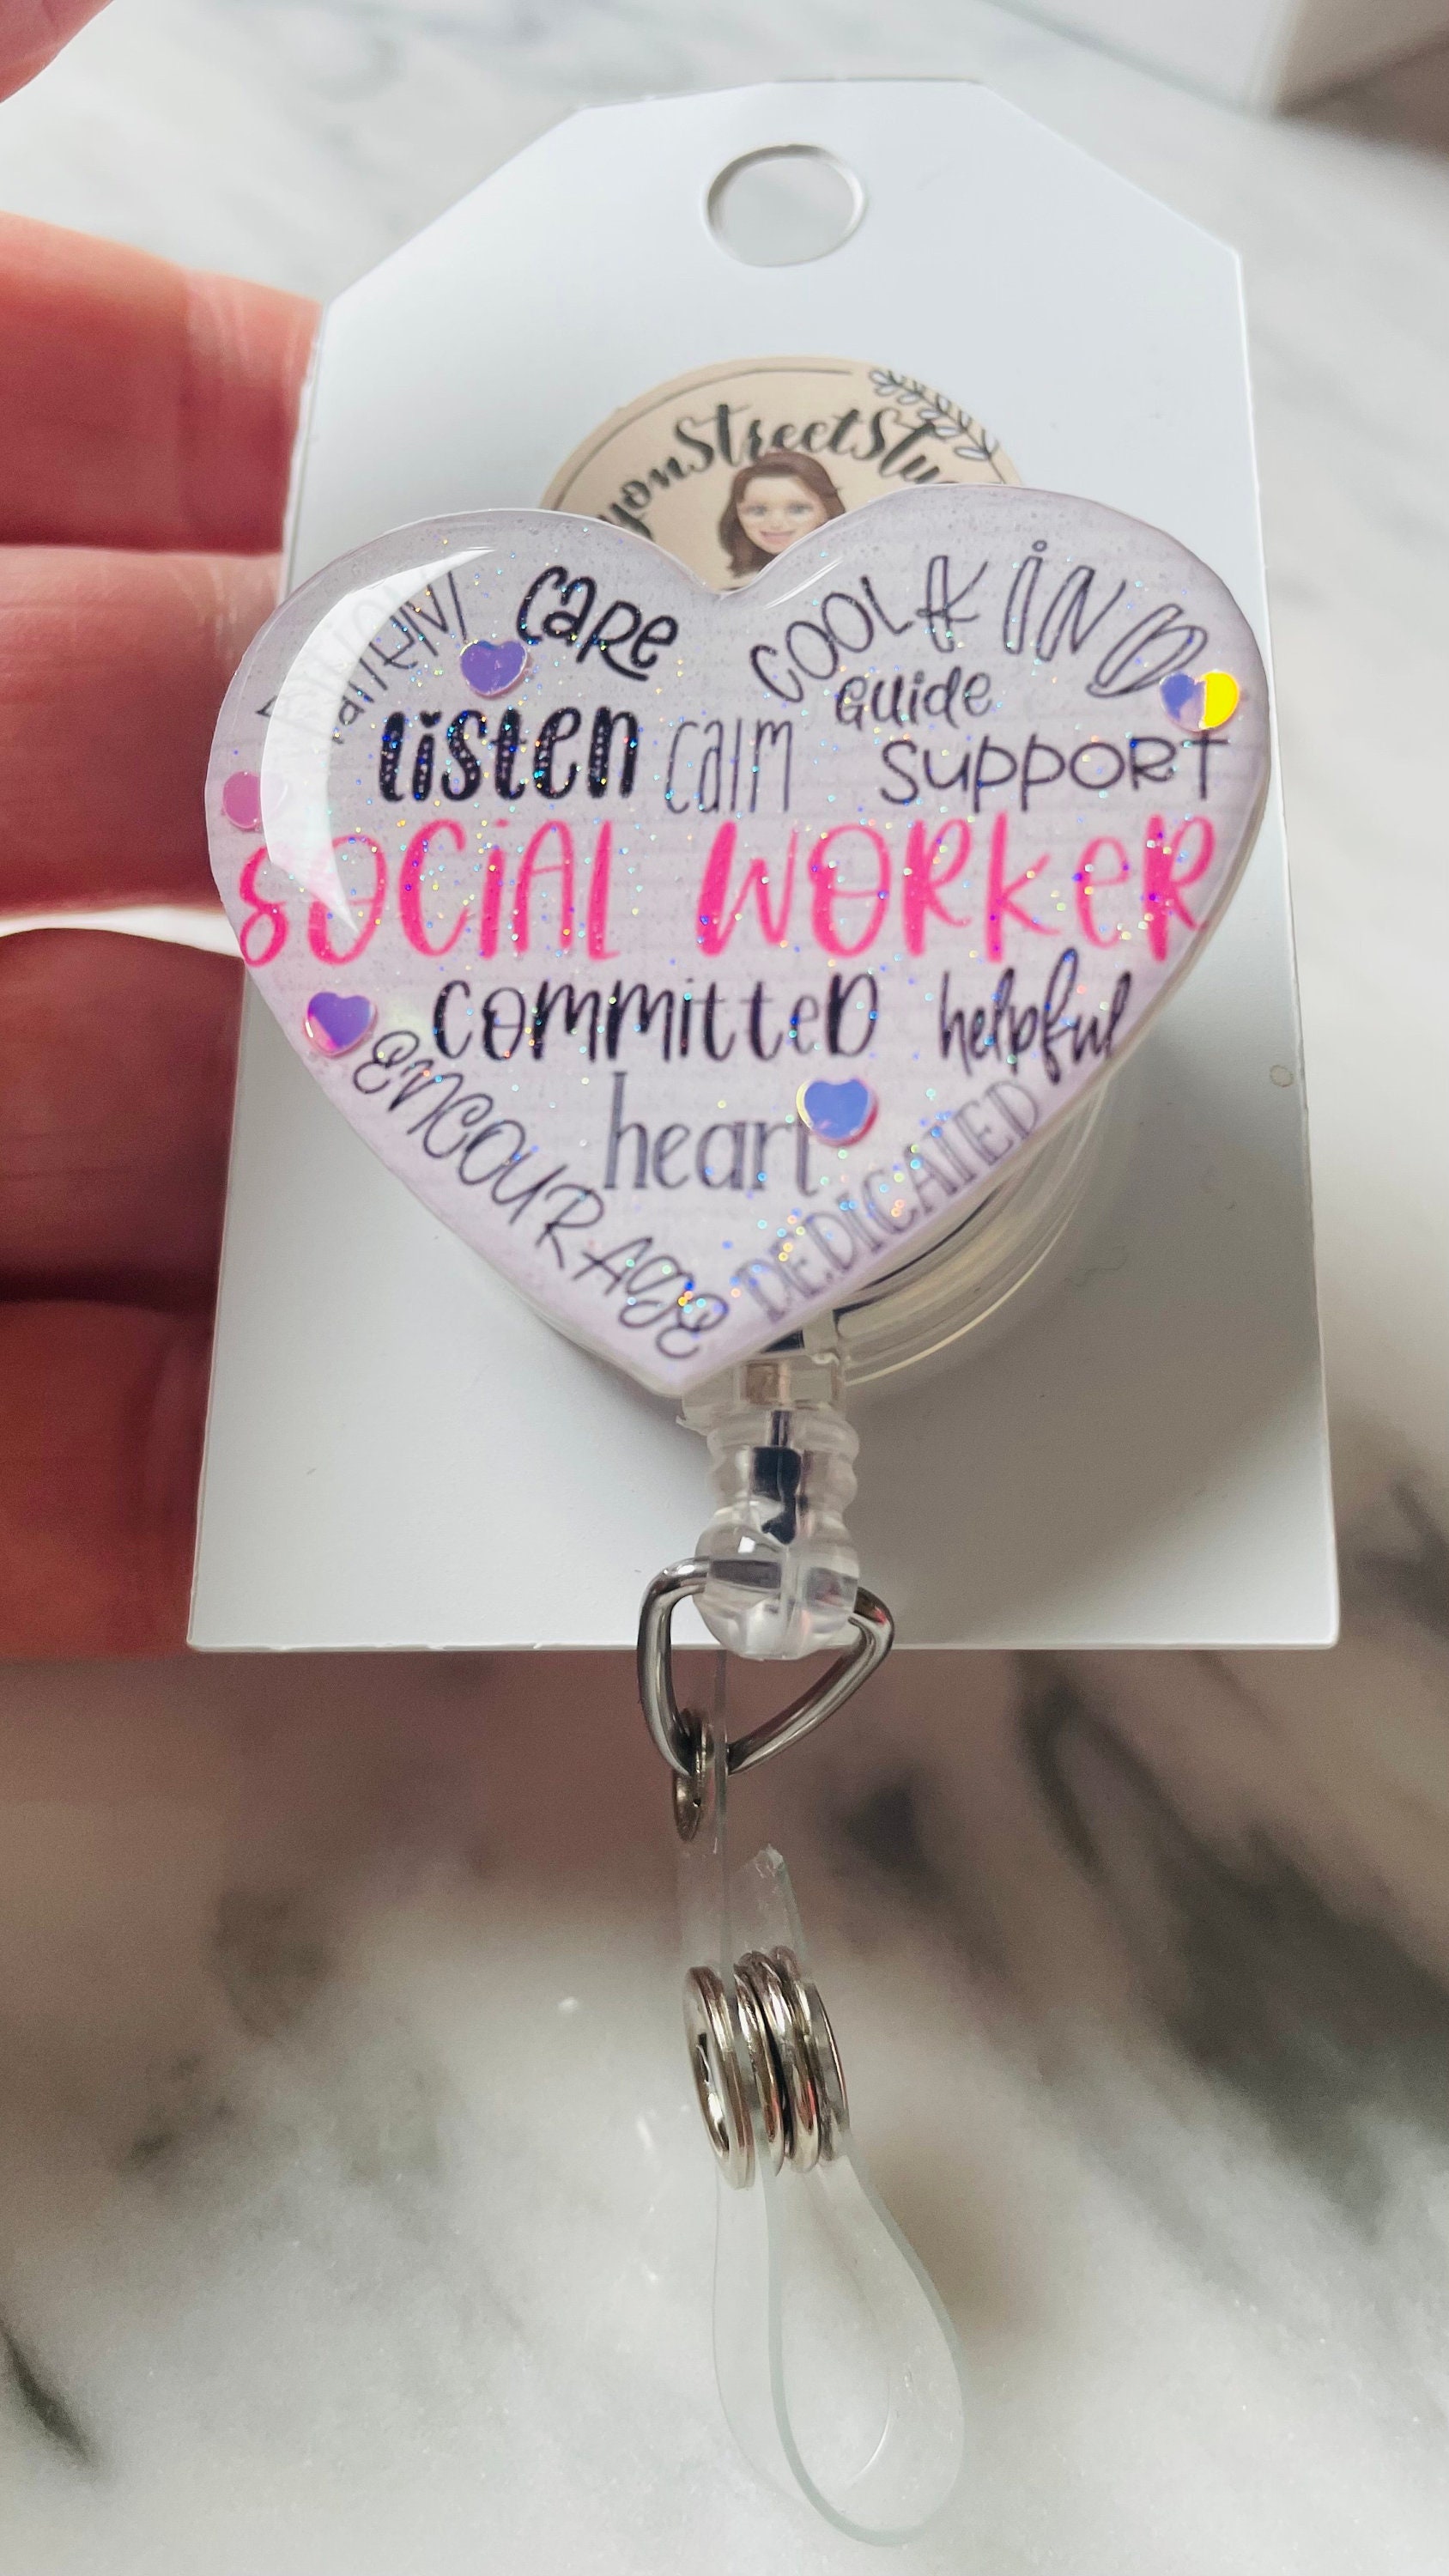 care
COOL
KIND
Guide
listen calm
support
SOCIAL WORKER
committed helpful
ENCOURAGE
heart
DEDICATED